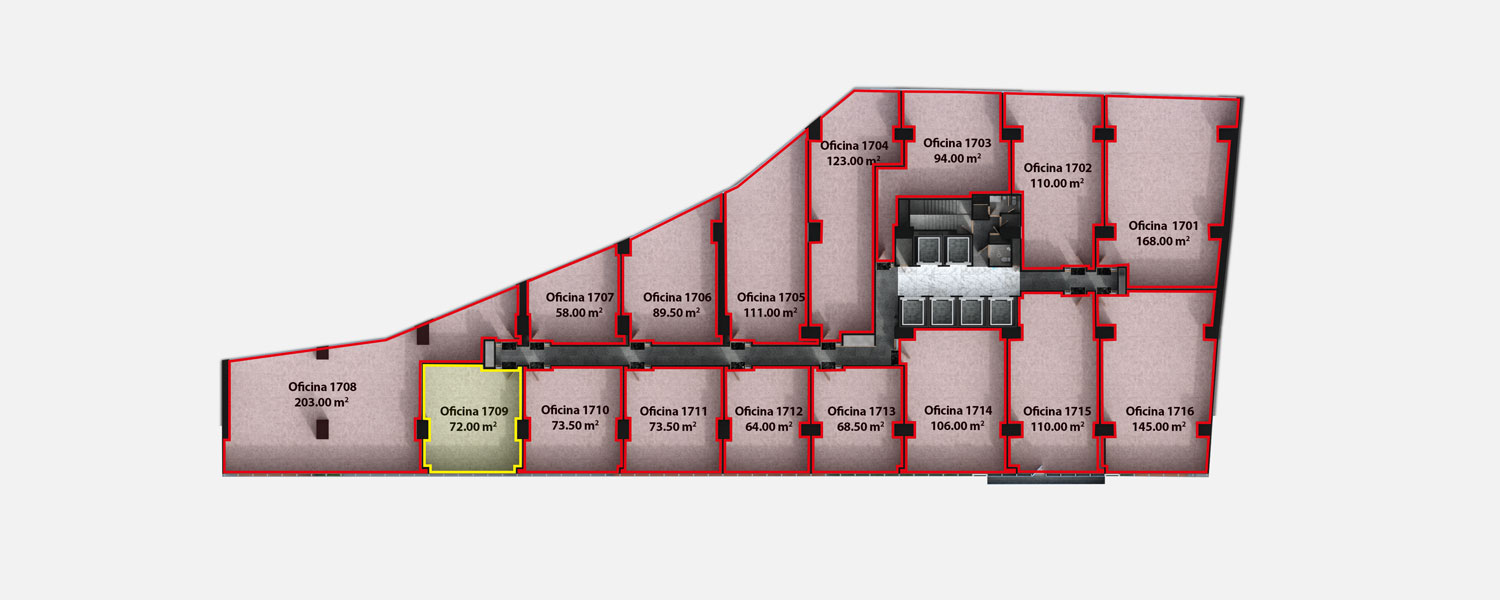 Oficina 1704
123.00 m²
Oficina 1703
94.00 m²
Oficina 1702
110.00 m²
Oficina 1701
168.00 m²
Oficina 1707
58.00 m²
Oficina 1706
89.50 m²
Oficina 1705
111.00 m²
Oficina 1708
203.00 m²
Oficina 1709
72.00 m²
Oficina 1710
73.50 m²
Oficina 1711
73.50 m²
Oficina 1712
64.00 m²
Oficina 1713
68.50 m²
Oficina 1714
106.00 m²
Oficina 1715
110.00 m²
Oficina 1716
145.00 m²